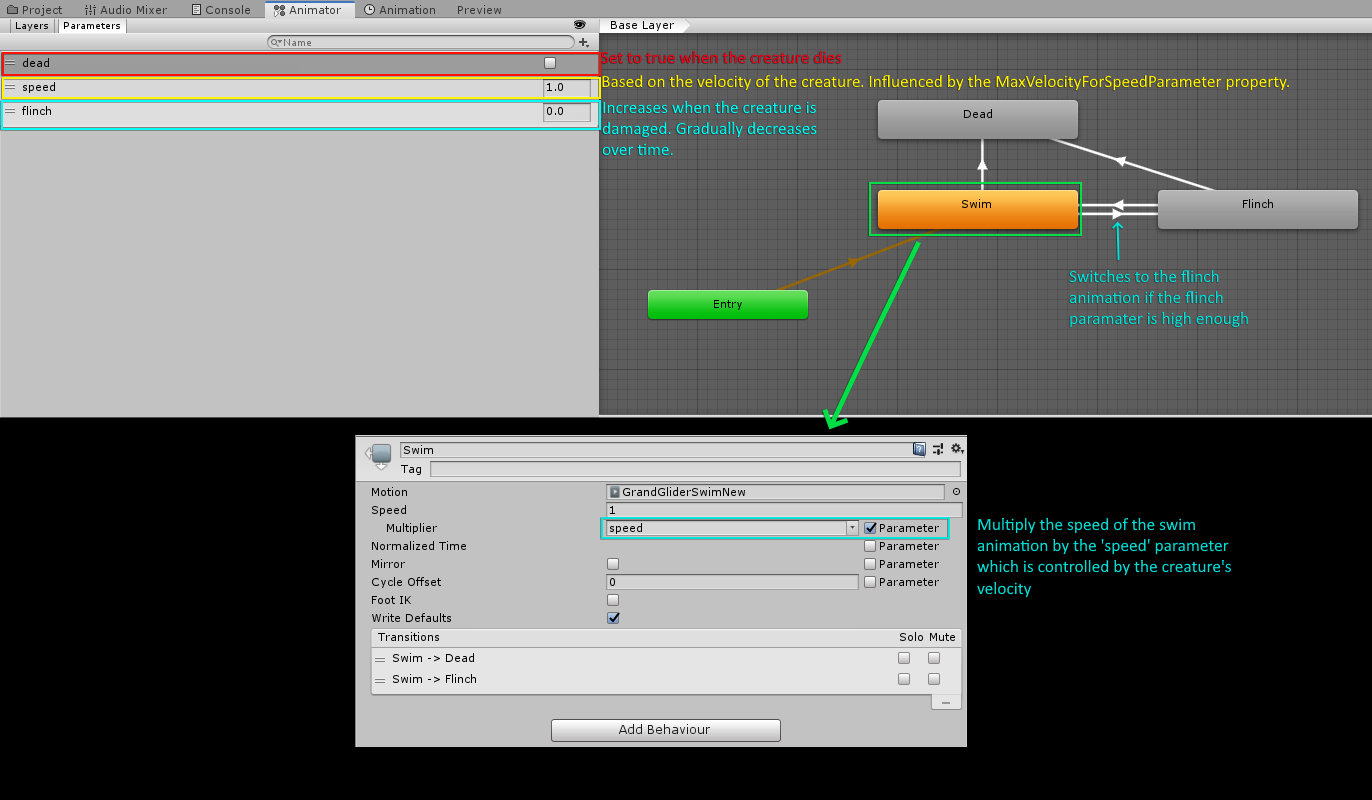 Project Audio Mixer Console Animator Animation Preview
Layers Parameters Base Layer
Name
dead
Set to true when the creature dies
speed 1.0
Based on the velocity of the creature. Influenced by the MaxVelocityForSpeedParameter property.
flinch 0.0
Increases when the creature is
damaged. Gradually decreases
over time.
Dead
Swim
Flinch
Switches to the flinch
animation if the flinch
paramater is high enough
Entry
Swim
Tag
Motion GrandGliderSwimNew
Speed 1
Multiplier speed Parameter
Normalized Time Parameter
Mirror Parameter
Cycle Offset 0 Parameter
Foot IK
Write Defaults
Transitions Solo Mute
Swim -> Dead
Swim -> Flinch
Add Behaviour
Multiply the speed of the swim
animation by the 'speed' parameter
which is controlled by the creature's
velocity